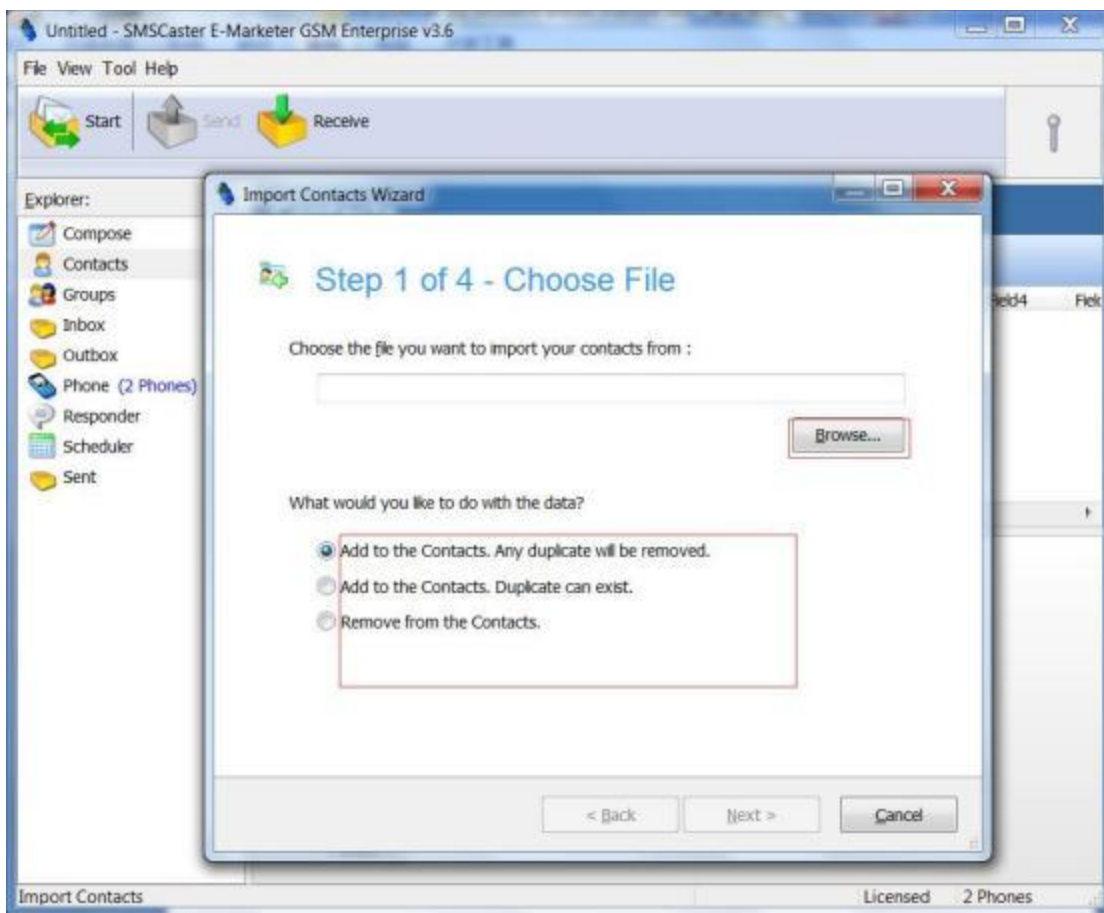 Untitled - SMSCaster E-Marketer GSM Enterprise v3.6
File View Tool Help
Start Send Receive
Explorer:
Compose
Contacts
Groups
Inbox
Outbox
Phone (2 Phones)
Responder
Scheduler
Sent
Import Contacts Wizard
Step 1 of 4 - Choose File
Choose the file you want to import your contacts from :
Browse...
What would you like to do with the data?
Add to the Contacts. Any duplicate will be removed.
Add to the Contacts. Duplicate can exist.
Remove from the Contacts.
< Back Next > Cancel
Import Contacts Licensed 2 Phones